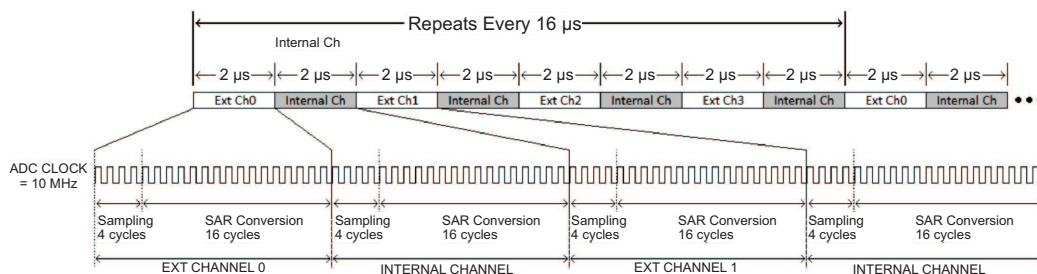 Repeats Every 16 µs
Internal Ch
2 µs 2 µs 2 µs 2 µs 2 µs 2 µs 2 µs 2 µs 2 µs 2 µs
Ext Ch0 Internal Ch Ext Ch1 Internal Ch Ext Ch2 Internal Ch Ext Ch3 Internal Ch Ext Ch0 Internal Ch
ADC CLOCK
= 10 MHz
Sampling SAR Conversion Sampling SAR Conversion Sampling SAR Conversion Sampling SAR Conversion
4 cycles 16 cycles 4 cycles 16 cycles 4 cycles 16 cycles 4 cycles 16 cycles
EXT CHANNEL 0 INTERNAL CHANNEL EXT CHANNEL 1 INTERNAL CHANNEL